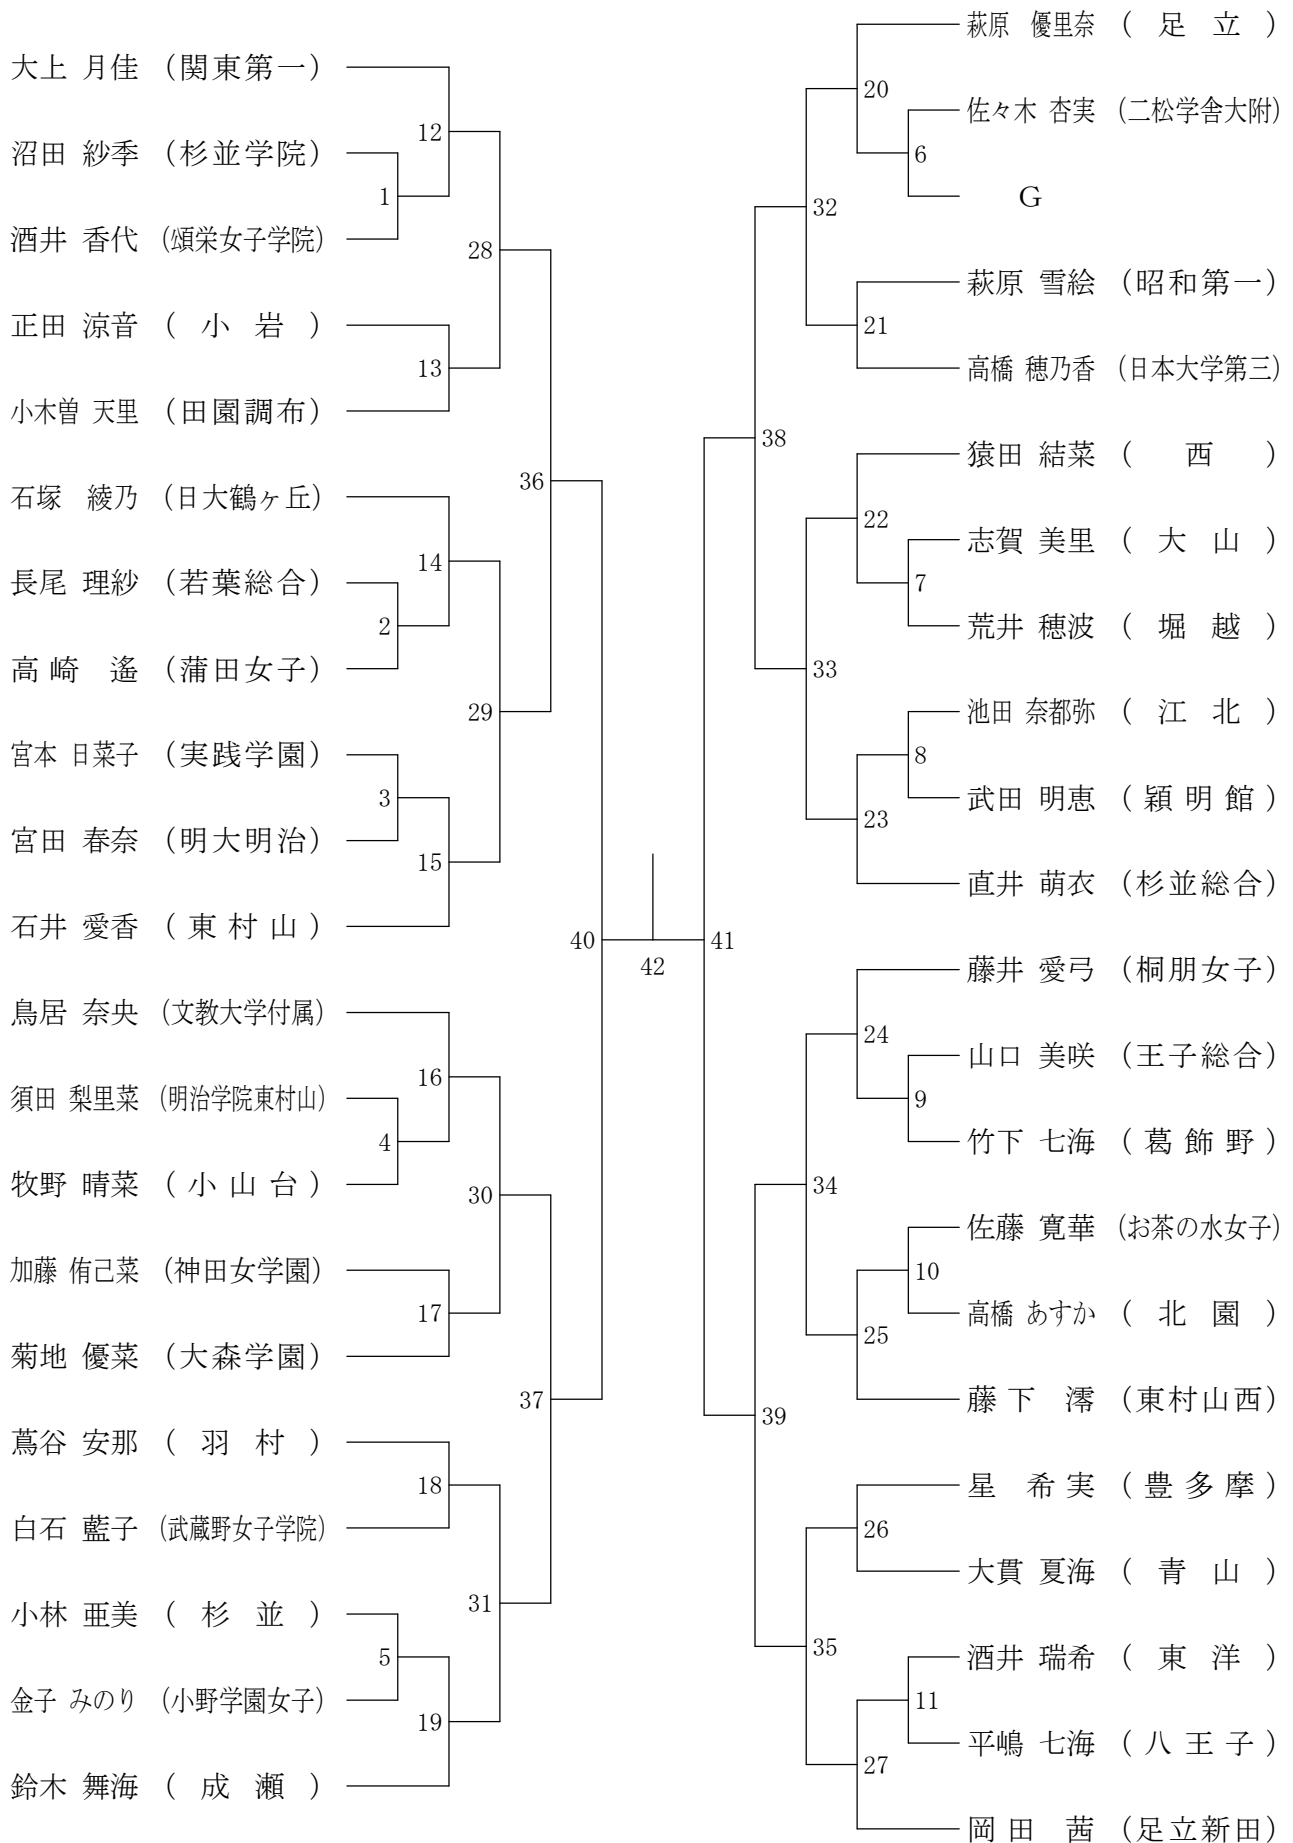 大上 月佳 (関東第一)
沼田 紗季 (杉並学院)
酒井 香代 (頌栄女子学院)
正田 涼音 (小岩)
小木曽 天里 (田園調布)
石塚 綾乃 (日大鶴ヶ丘)
長尾 理紗 (若葉総合)
高崎 遙 (蒲田女子)
宮本 日菜子 (実践学園)
宮田 春奈 (明大明治)
石井 愛香 (東村山)
鳥居 奈央 (文教大学付属)
須田 梨里菜 (明治学院東村山)
牧野 晴菜 (小山台)
加藤 侑己菜 (神田女学園)
菊地 優菜 (大森学園)
蔦谷 安那 (羽村)
白石 藍子 (武蔵野女子学院)
小林 亜美 (杉並)
金子 みのり (小野学園女子)
鈴木 舞海 (成瀬)
1
2
3
4
5
12
13
14
15
16
17
18
19
28
29
30
31
36
37
40
42
41
38
39
32
33
34
35
20
21
22
23
24
25
26
27
6
7
8
9
10
11
萩原 優里奈 (足立)
佐々木 杏実 (二松学舎大附)
G
萩原 雪絵 (昭和第一)
高橋 穂乃香 (日本大学第三)
猿田 結菜 (西)
志賀 美里 (大山)
荒井 穂波 (堀越)
池田 奈都弥 (江北)
武田 明恵 (穎明館)
直井 萌衣 (杉並総合)
藤井 愛弓 (桐朋女子)
山口 美咲 (王子総合)
竹下 七海 (葛飾野)
佐藤 寛華 (お茶の水女子)
高橋 あすか (北園)
藤下 澪 (東村山西)
星 希実 (豊多摩)
大貫 夏海 (青山)
酒井 瑞希 (東洋)
平嶋 七海 (八王子)
岡田 茜 (足立新田)